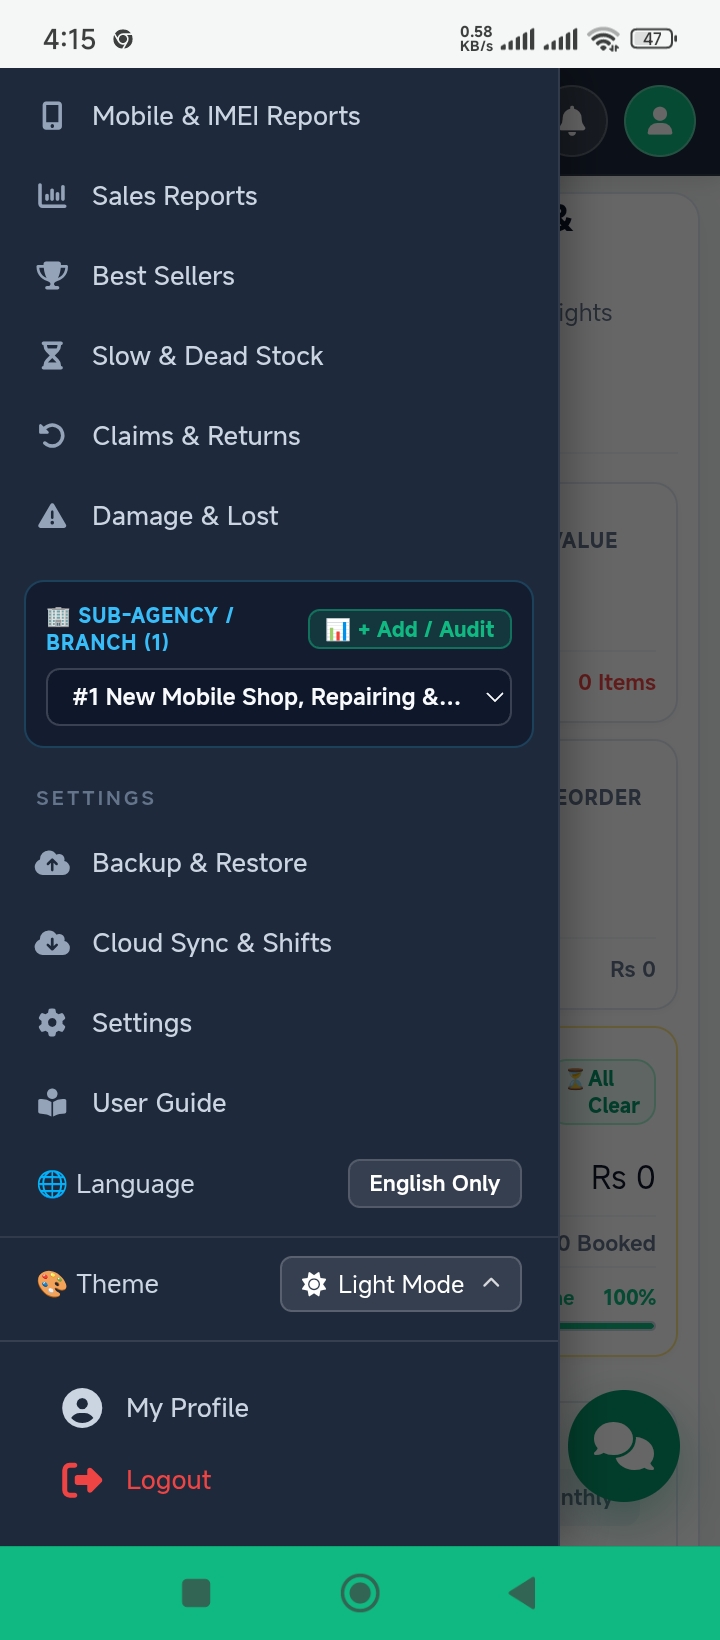 4:15
0.58
KB/s
47
Mobile & IMEI Reports
Sales Reports
Best Sellers
Slow & Dead Stock
Claims & Returns
Damage & Lost
🏢 SUB-AGENCY /
BRANCH (1)
📊 + Add / Audit
#1 New Mobile Shop, Repairing &...
SETTINGS
Backup & Restore
Cloud Sync & Shifts
Settings
User Guide
🌐 Language
English Only
🎨 Theme
Light Mode
My Profile
Logout
&
ights
VALUE
0 Items
EORDER
Rs 0
⏳ All
Clear
Rs 0
0 Booked
ne 100%
nthly